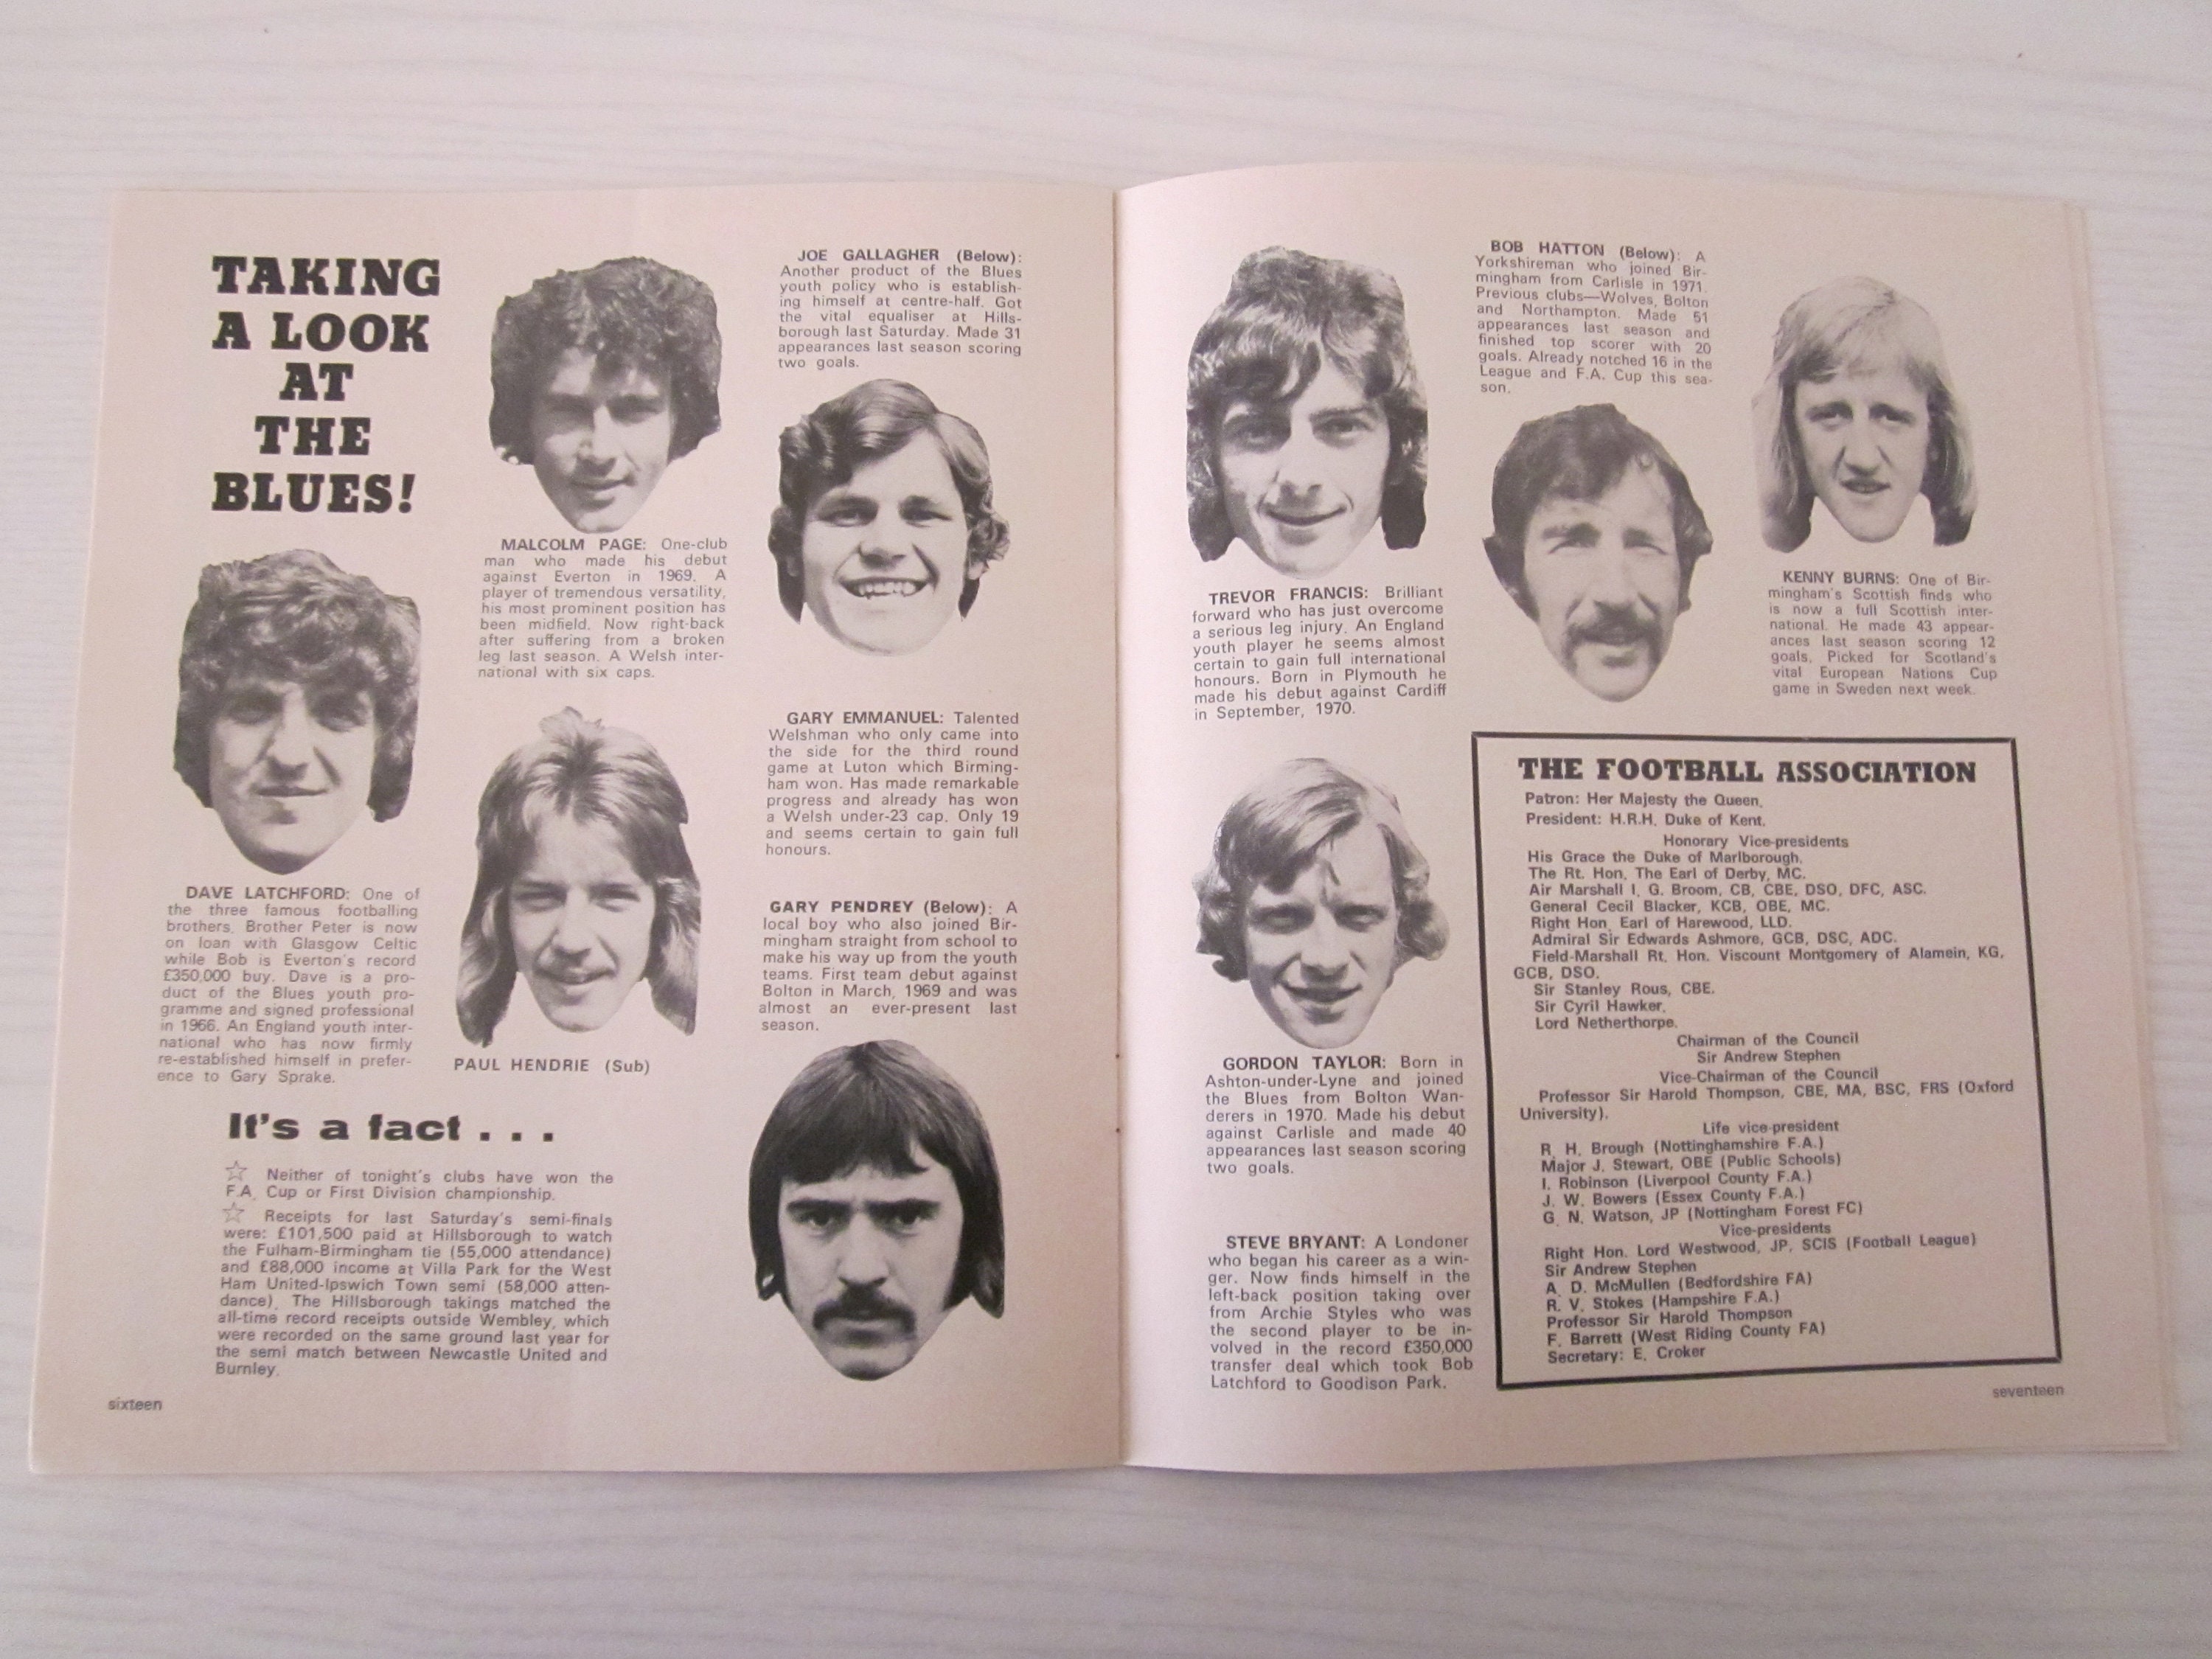 TAKING
A LOOK
AT
THE
BLUES!
DAVE LATCHFORD: One of
the three famous footballing
brothers. Brother Peter is now
on loan with Glasgow Celtic
while Bob is Everton's record
£350,000 buy. Dave is a pro-
duct of the Blues youth pro-
gramme and signed professional
in 1966. An England youth inter-
national who has now firmly
re-established himself in prefer-
ence to Gary Sprake.
MALCOLM PAGE: One-club
man who made his debut
against Everton in 1969. A
player of tremendous versatility,
his most prominent position has
been midfield. Now right-back
after suffering from a broken
leg last season. A Welsh inter-
national with six caps.
PAUL HENDRIE (Sub)
It's a fact . . .
☆ Neither of tonight's clubs have won the
F.A. Cup or First Division championship.
☆ Receipts for last Saturday's semi-finals
were: £101,500 paid at Hillsborough to watch
the Fulham-Birmingham tie (55,000 attendance)
and £88,000 income at Villa Park for the West
Ham United-Ipswich Town semi (58,000 atten-
dance). The Hillsborough takings matched the
all-time record receipts outside Wembley, which
were recorded on the same ground last year for
the semi match between Newcastle United and
Burnley.
sixteen
JOE GALLAGHER (Below):
Another product of the Blues
youth policy who is establish-
ing himself at centre-half. Got
the vital equaliser at Hills-
borough last Saturday. Made 31
appearances last season scoring
two goals.
GARY EMMANUEL: Talented
Welshman who only came into
the side for the third round
game at Luton which Birming-
ham won. Has made remarkable
progress and already has won
a Welsh under-23 cap. Only 19
and seems certain to gain full
honours.
GARY PENDREY (Below): A
local boy who also joined Bir-
mingham straight from school to
make his way up from the youth
teams. First team debut against
Bolton in March, 1969 and was
almost an ever-present last
season.
TREVOR FRANCIS: Brilliant
forward who has just overcome
a serious leg injury. An England
youth player he seems almost
certain to gain full international
honours. Born in Plymouth he
made his debut against Cardiff
in September, 1970.
GORDON TAYLOR: Born in
Ashton-under-Lyne and joined
the Blues from Bolton Wan-
derers in 1970. Made his debut
against Carlisle and made 40
appearances last season scoring
two goals.
STEVE BRYANT: A Londoner
who began his career as a win-
ger. Now finds himself in the
left-back position taking over
from Archie Styles who was
the second player to be in-
volved in the record £350,000
transfer deal which took Bob
Latchford to Goodison Park.
BOB HATTON (Below): A
Yorkshireman who joined Bir-
mingham from Carlisle in 1971.
Previous clubs—Wolves, Bolton
and Northampton. Made 51
appearances last season and
finished top scorer with 20
goals. Already notched 16 in the
League and F.A. Cup this sea-
son.
KENNY BURNS: One of Bir-
mingham's Scottish finds who
is now a full Scottish inter-
national. He made 43 appear-
ances last season scoring 12
goals. Picked for Scotland's
vital European Nations Cup
game in Sweden next week.
THE FOOTBALL ASSOCIATION
Patron: Her Majesty the Queen.
President: H.R.H. Duke of Kent.
Honorary Vice-presidents
His Grace the Duke of Marlborough.
The Rt. Hon. The Earl of Derby, MC.
Air Marshall I. G. Broom, CB, CBE, DSO, DFC, ASC.
General Cecil Blacker, KCB, OBE, MC.
Right Hon. Earl of Harewood, LLD.
Admiral Sir Edwards Ashmore, GCB, DSC, ADC.
Field-Marshall Rt. Hon. Viscount Montgomery of Alamein, KG,
GCB, DSO.
Sir Stanley Rous, CBE.
Sir Cyril Hawker.
Lord Netherthorpe.
Chairman of the Council
Sir Andrew Stephen
Vice-Chairman of the Council
Professor Sir Harold Thompson, CBE, MA, BSC, FRS (Oxford
University).
Life vice-president
R. H. Brough (Nottinghamshire F.A.)
Major J. Stewart, OBE (Public Schools)
I. Robinson (Liverpool County F.A.)
J. W. Bowers (Essex County F.A.)
G. N. Watson, JP (Nottingham Forest FC)
Vice-presidents
Right Hon. Lord Westwood, JP, SCIS (Football League)
Sir Andrew Stephen
A. D. McMullen (Bedfordshire FA)
R. V. Stokes (Hampshire F.A.)
Professor Sir Harold Thompson
F. Barrett (West Riding County FA)
Secretary: E. Croker
seventeen